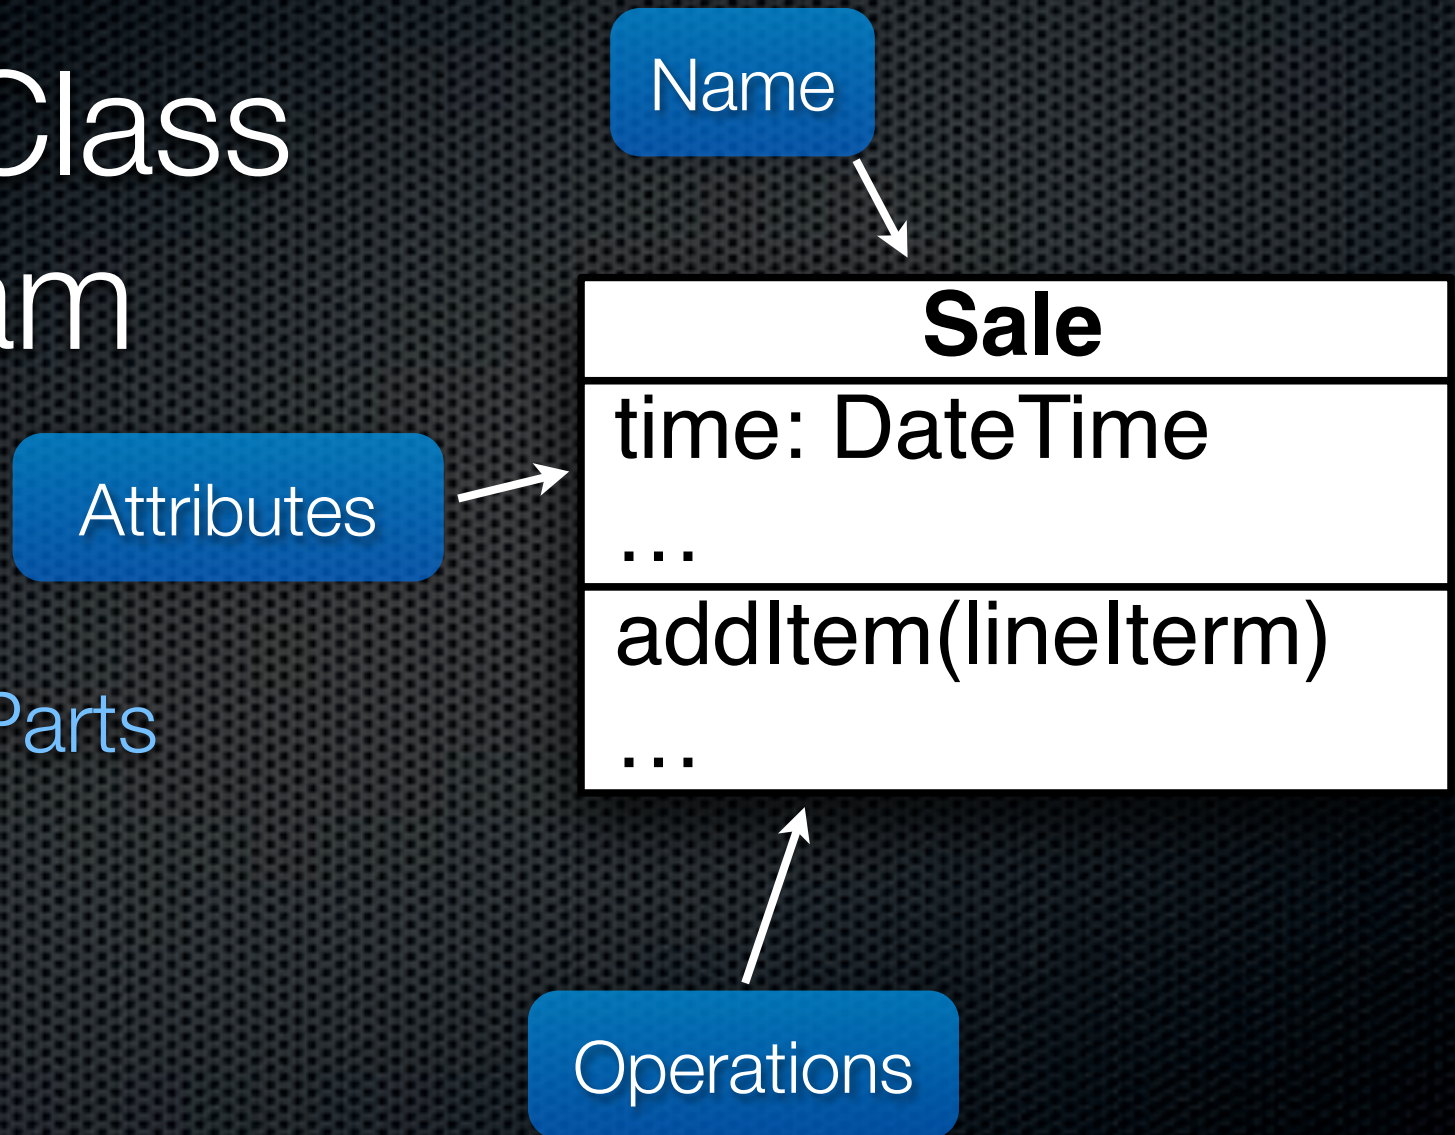 Class
am
Name
Sale
time: DateTime
…
Attributes
addItem(lineIterm)
…
Parts
Operations